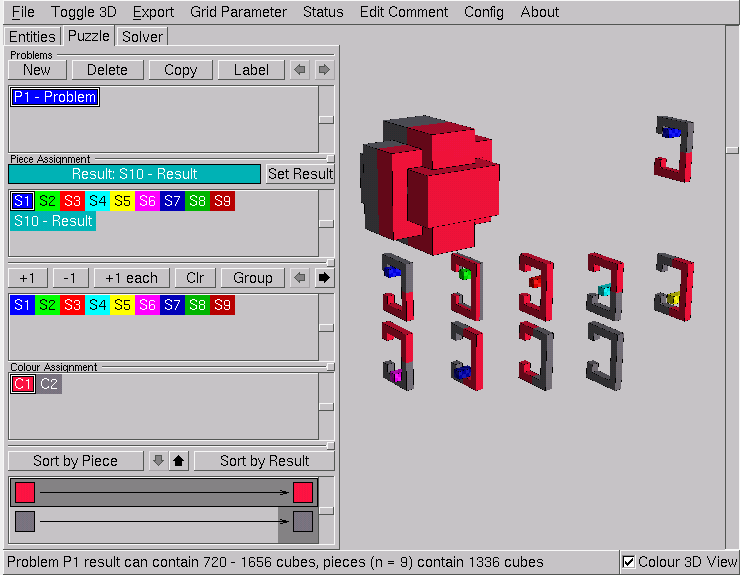 File Toggle 3D Export Grid Parameter Status Edit Comment Config About
Entities Puzzle Solver
Problems
New Delete Copy Label
P1 - Problem
Piece Assignment
Result: S10 - Result Set Result
S1 S2 S3 S4 S5 S6 S7 S8 S9
S10 - Result
+1 -1 +1 each Clr Group
S1 S2 S3 S4 S5 S6 S7 S8 S9
Colour Assignment
C1 C2
Sort by Piece Sort by Result
Problem P1 result can contain 720 - 1656 cubes, pieces (n = 9) contain 1336 cubes Colour 3D View